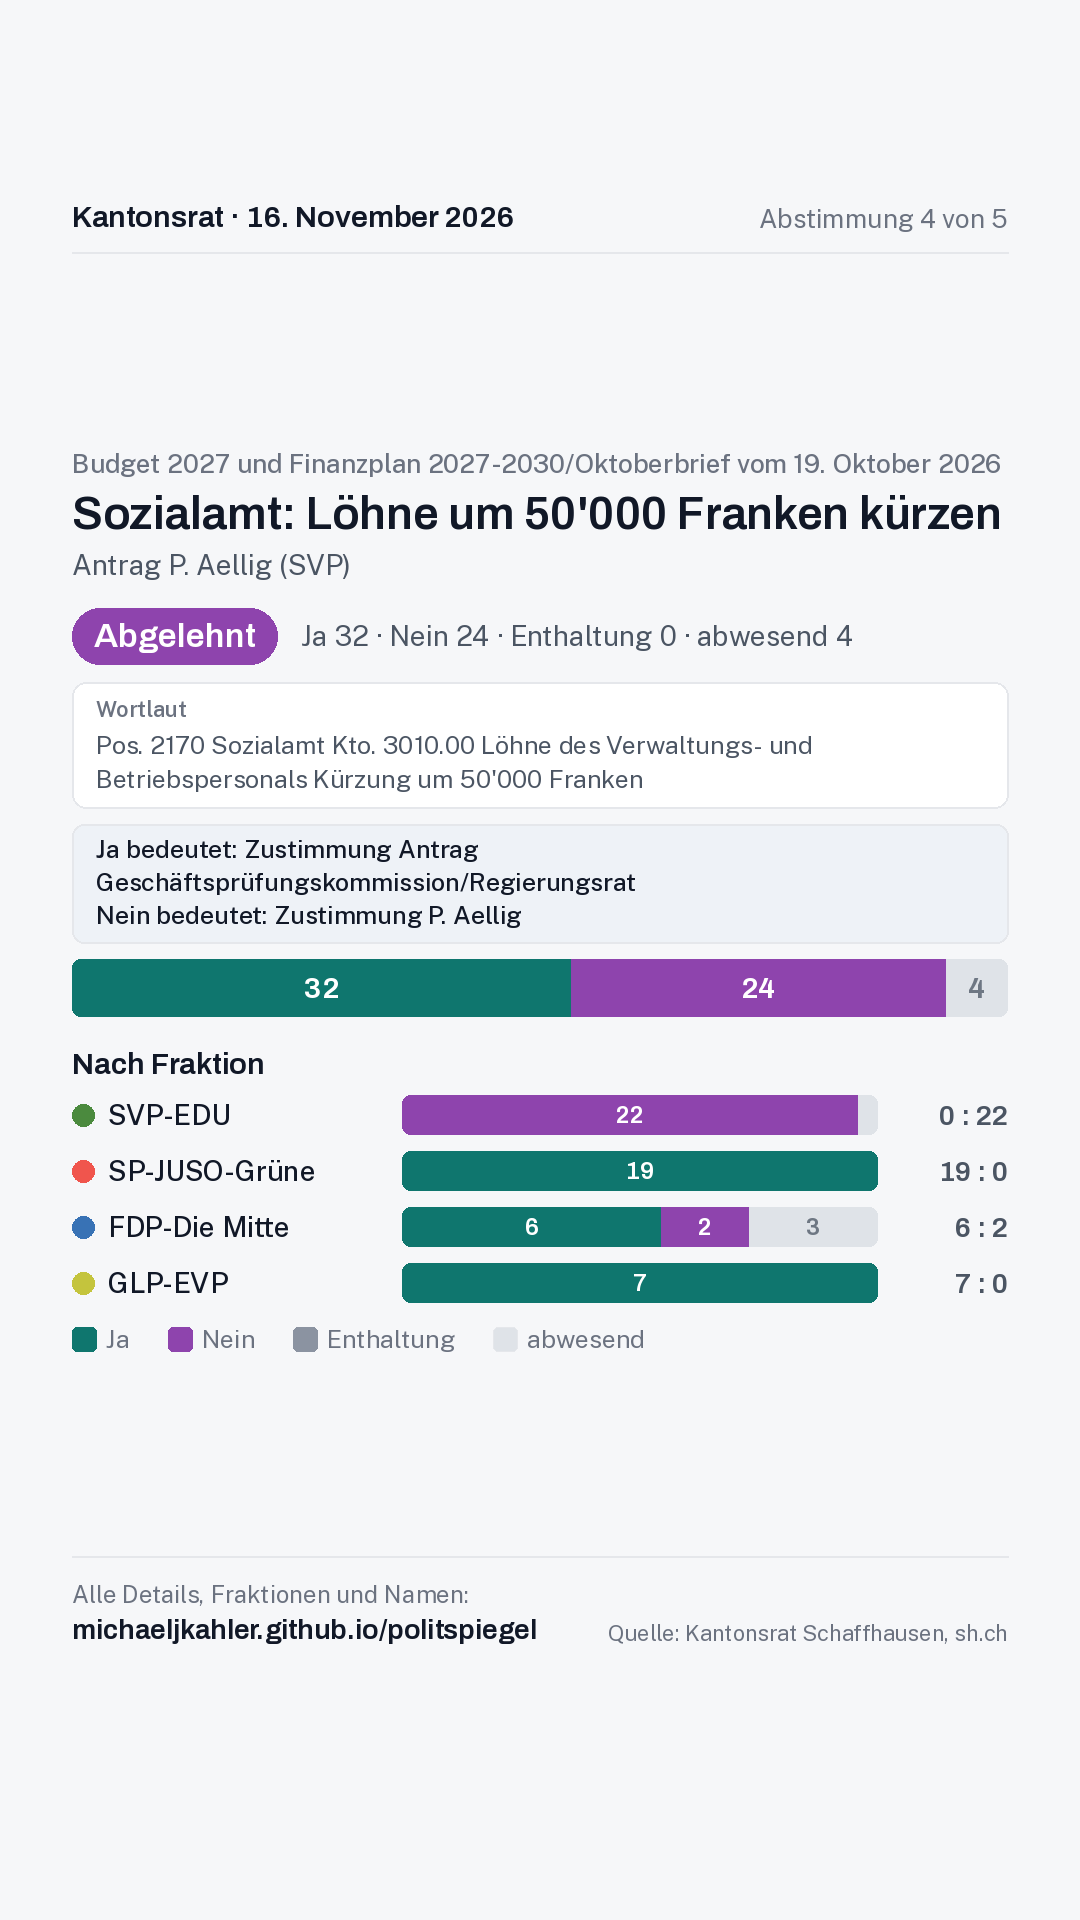 Kantonsrat · 16. November 2026
Abstimmung 4 von 5
Budget 2027 und Finanzplan 2027-2030/Oktoberbrief vom 19. Oktober 2026
Sozialamt: Löhne um 50'000 Franken kürzen
Antrag P. Aellig (SVP)
Abgelehnt
Ja 32 · Nein 24 · Enthaltung 0 · abwesend 4
Wortlaut
Pos. 2170 Sozialamt Kto. 3010.00 Löhne des Verwaltungs- und
Betriebspersonals Kürzung um 50'000 Franken
Ja bedeutet: Zustimmung Antrag
Geschäftsprüfungskommission/Regierungsrat
Nein bedeutet: Zustimmung P. Aellig
32 24 4
Nach Fraktion
SVP-EDU 22 0 : 22
SP-JUSO-Grüne 19 19 : 0
FDP-Die Mitte 6 2 3 6 : 2
GLP-EVP 7 7 : 0
Ja Nein Enthaltung abwesend
Alle Details, Fraktionen und Namen:
michaeljkahler.github.io/politspiegel
Quelle: Kantonsrat Schaffhausen, sh.ch